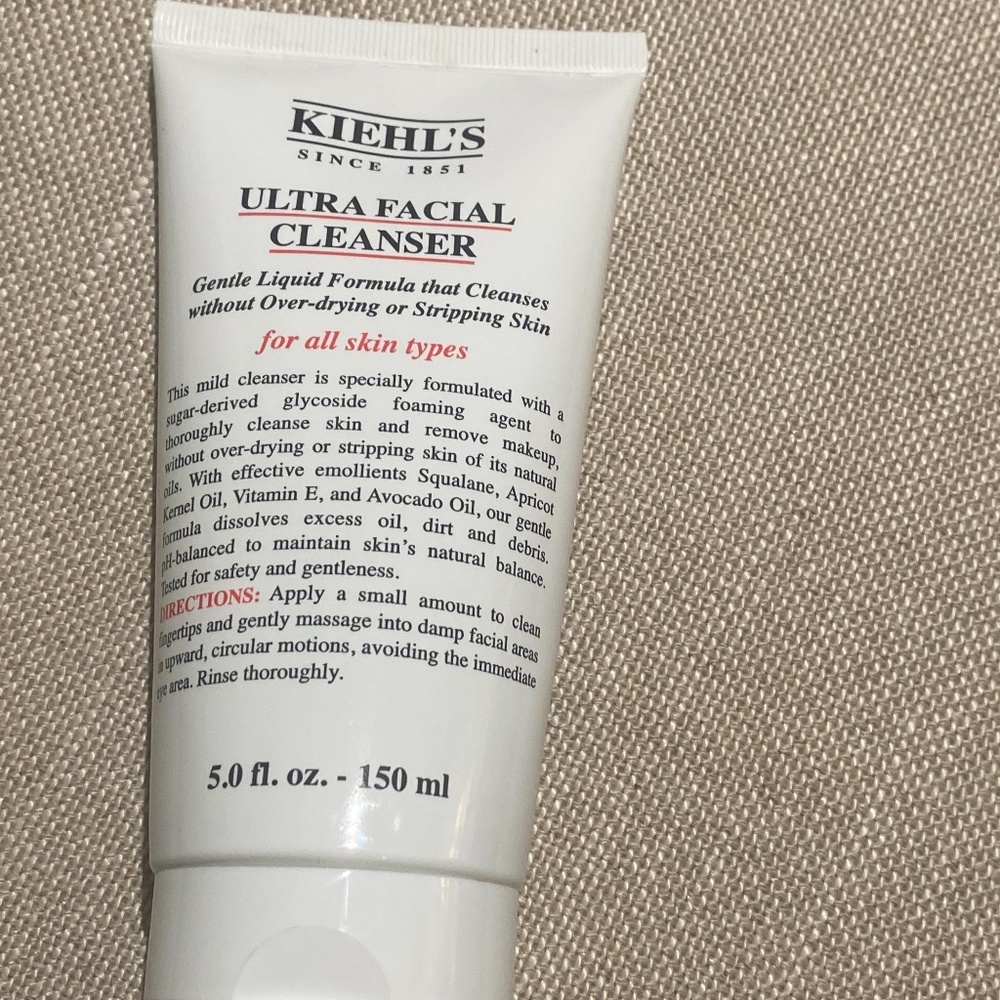 KIEHL'S
SINCE 1851
ULTRA FACIAL
CLEANSER
Gentle Liquid Formula that Cleanses
without Over-drying or Stripping Skin
for all skin types
This mild cleanser is specially formulated with a
sugar-derived glycoside foaming agent to
thoroughly cleanse skin and remove makeup,
without over-drying or stripping skin of its natural
oils. With effective emollients Squalane, Apricot
Kernel Oil, Vitamin E, and Avocado Oil, our gentle
formula dissolves excess oil, dirt and debris.
pH-balanced to maintain skin's natural balance.
Tested for safety and gentleness.
DIRECTIONS: Apply a small amount to clean
fingertips and gently massage into damp facial areas
in upward, circular motions, avoiding the immediate
eye area. Rinse thoroughly.
5.0 fl. oz. - 150 ml